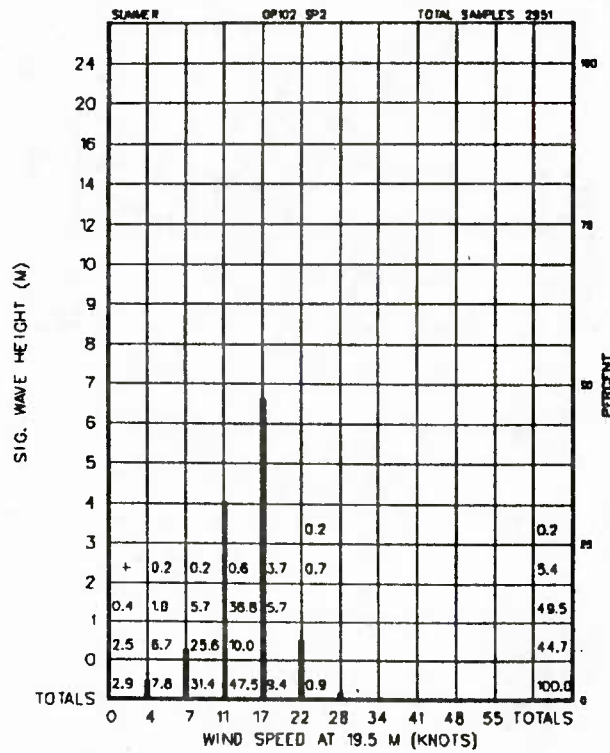 SUMMER GP102 SP2 TOTAL SAMPLES 2951
24 100
20
16
14
12 75
10
9
8
7 50
6
5
4
0.2 0.2
3 25
+ 0.2 0.2 0.6 3.7 0.7 5.4
2
0.4 1.0 5.7 36.8 5.7 49.5
1
2.5 6.7 25.6 10.0 44.7
0
2.9 7.8 31.4 47.5 9.4 0.9 100.0
TOTALS 0
0 4 7 11 17 22 28 34 41 48 55 TOTALS
WIND SPEED AT 19.5 M (KNOTS)
SIG. WAVE HEIGHT (M)
PERCENT